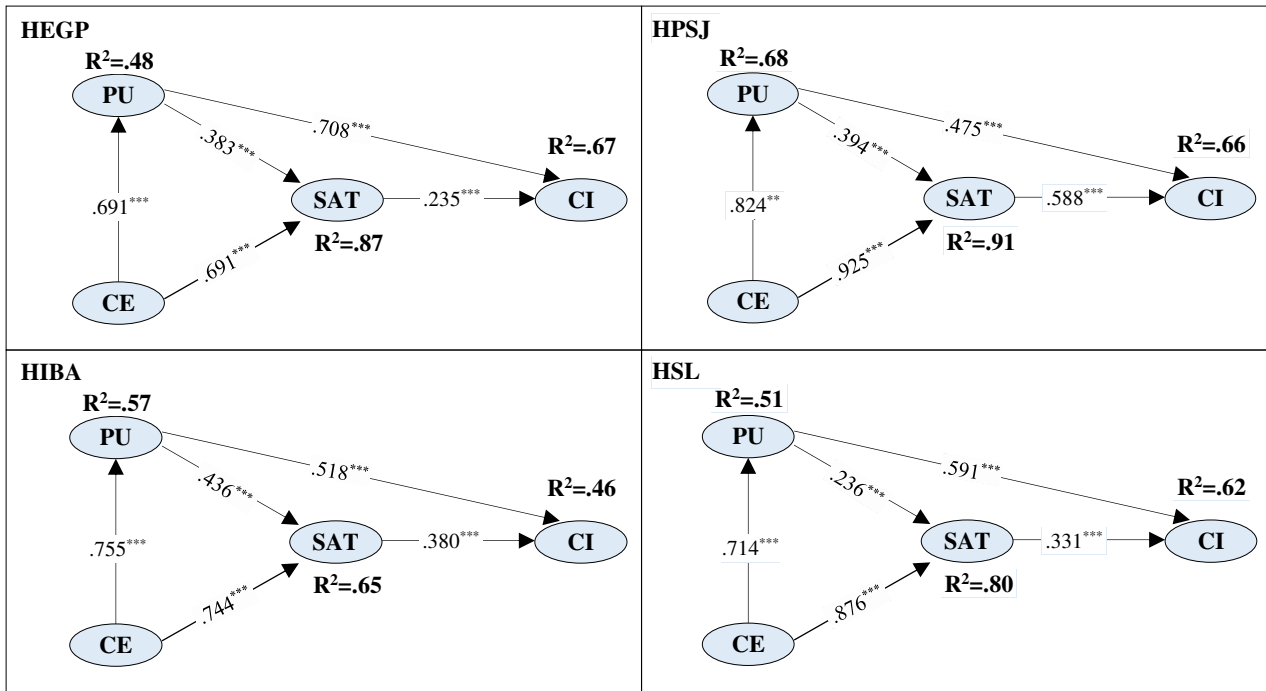 HEGP
R²=.48
PU
.708***
.383***
R²=.67
.691***
SAT
.235***
CI
R²=.87
.691***
CE
HPSJ
R²=.68
PU
.475***
.394***
R²=.66
.824**
SAT
.588***
CI
R²=.91
.925***
CE
HIBA
R²=.57
PU
.518***
.436***
R²=.46
.755***
SAT
.380***
CI
R²=.65
.744***
CE
HSL
R²=.51
PU
.591***
.236***
R²=.62
.714***
SAT
.331***
CI
R²=.80
.876***
CE